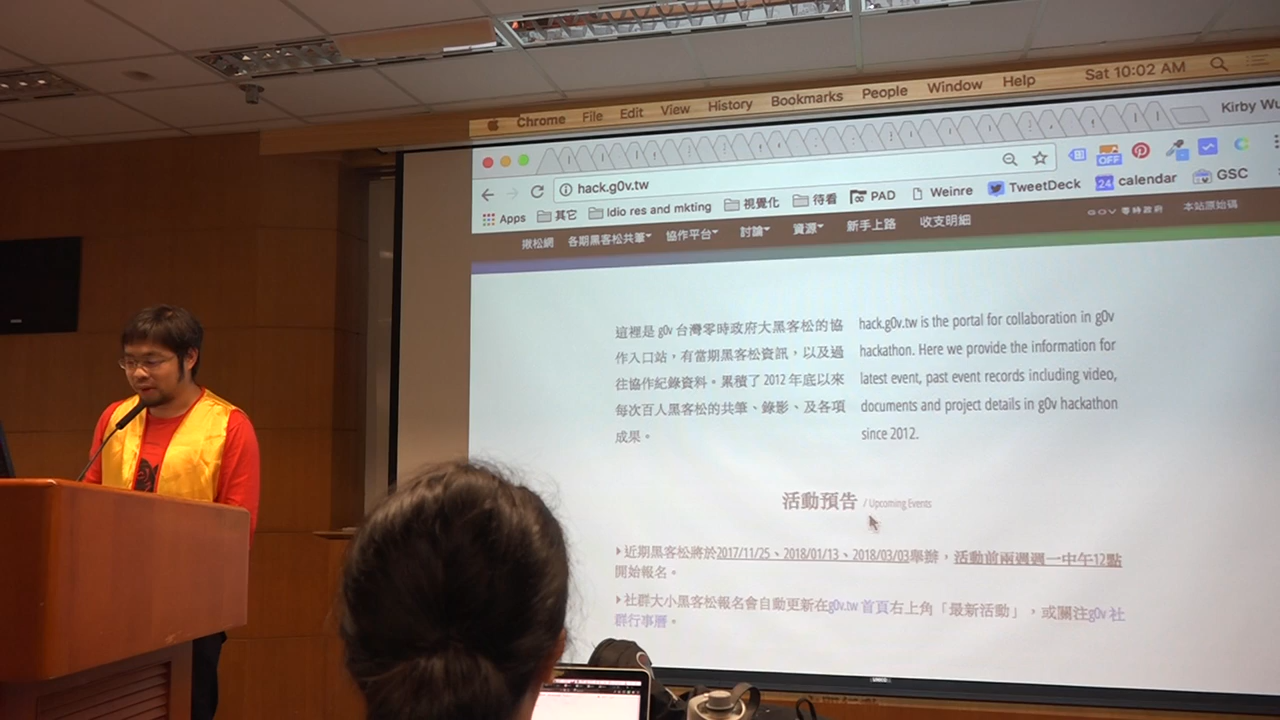 Chrome File Edit View History Bookmarks People Window Help Sat 10:02 AM
Kirby Wu
hack.g0v.tw
OFF
Apps 其它 Idio res and mkting 視覺化 待看 PAD Weinre TweetDeck 24 calendar GSC
揪松網 各期黑客松共筆 協作平台 討論 資源 新手上路 收支明細 G0V 零時政府 本站原始碼
這裡是 g0v 台灣零時政府大黑客松的協
作入口站，有當期黑客松資訊，以及過
往協作紀錄資料。累積了 2012 年底以來
每次百人黑客松的共筆、錄影、及各項
成果。
hack.g0v.tw is the portal for collaboration in g0v
hackathon. Here we provide the information for
latest event, past event records including video,
documents and project details in g0v hackathon
since 2012.
活動預告 / Upcoming Events
近期黑客松將於2017/11/25、2018/01/13、2018/03/03舉辦，活動前兩週週一中午12點
開始報名。
社群大小黑客松報名會自動更新在g0v.tw 首頁右上角「最新活動」，或關注g0v 社
群行事曆。